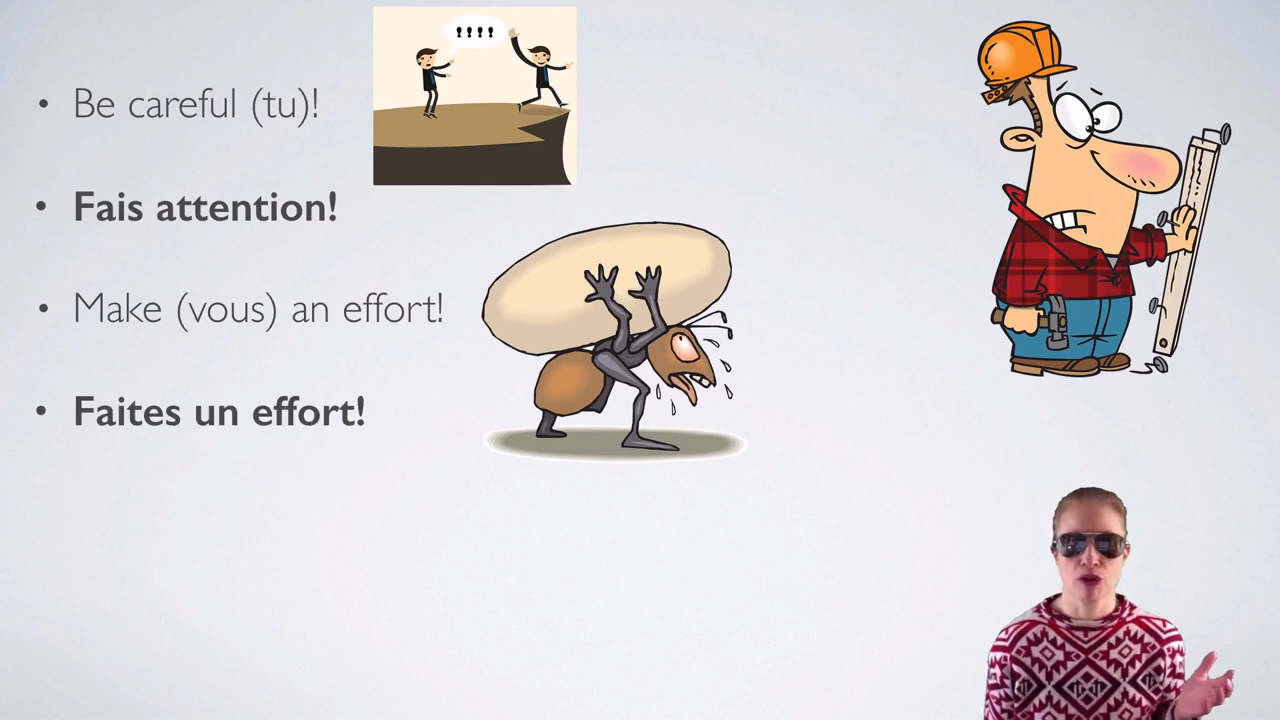 !!!!
• Be careful (tu)!
• Fais attention!
• Make (vous) an effort!
• Faites un effort!